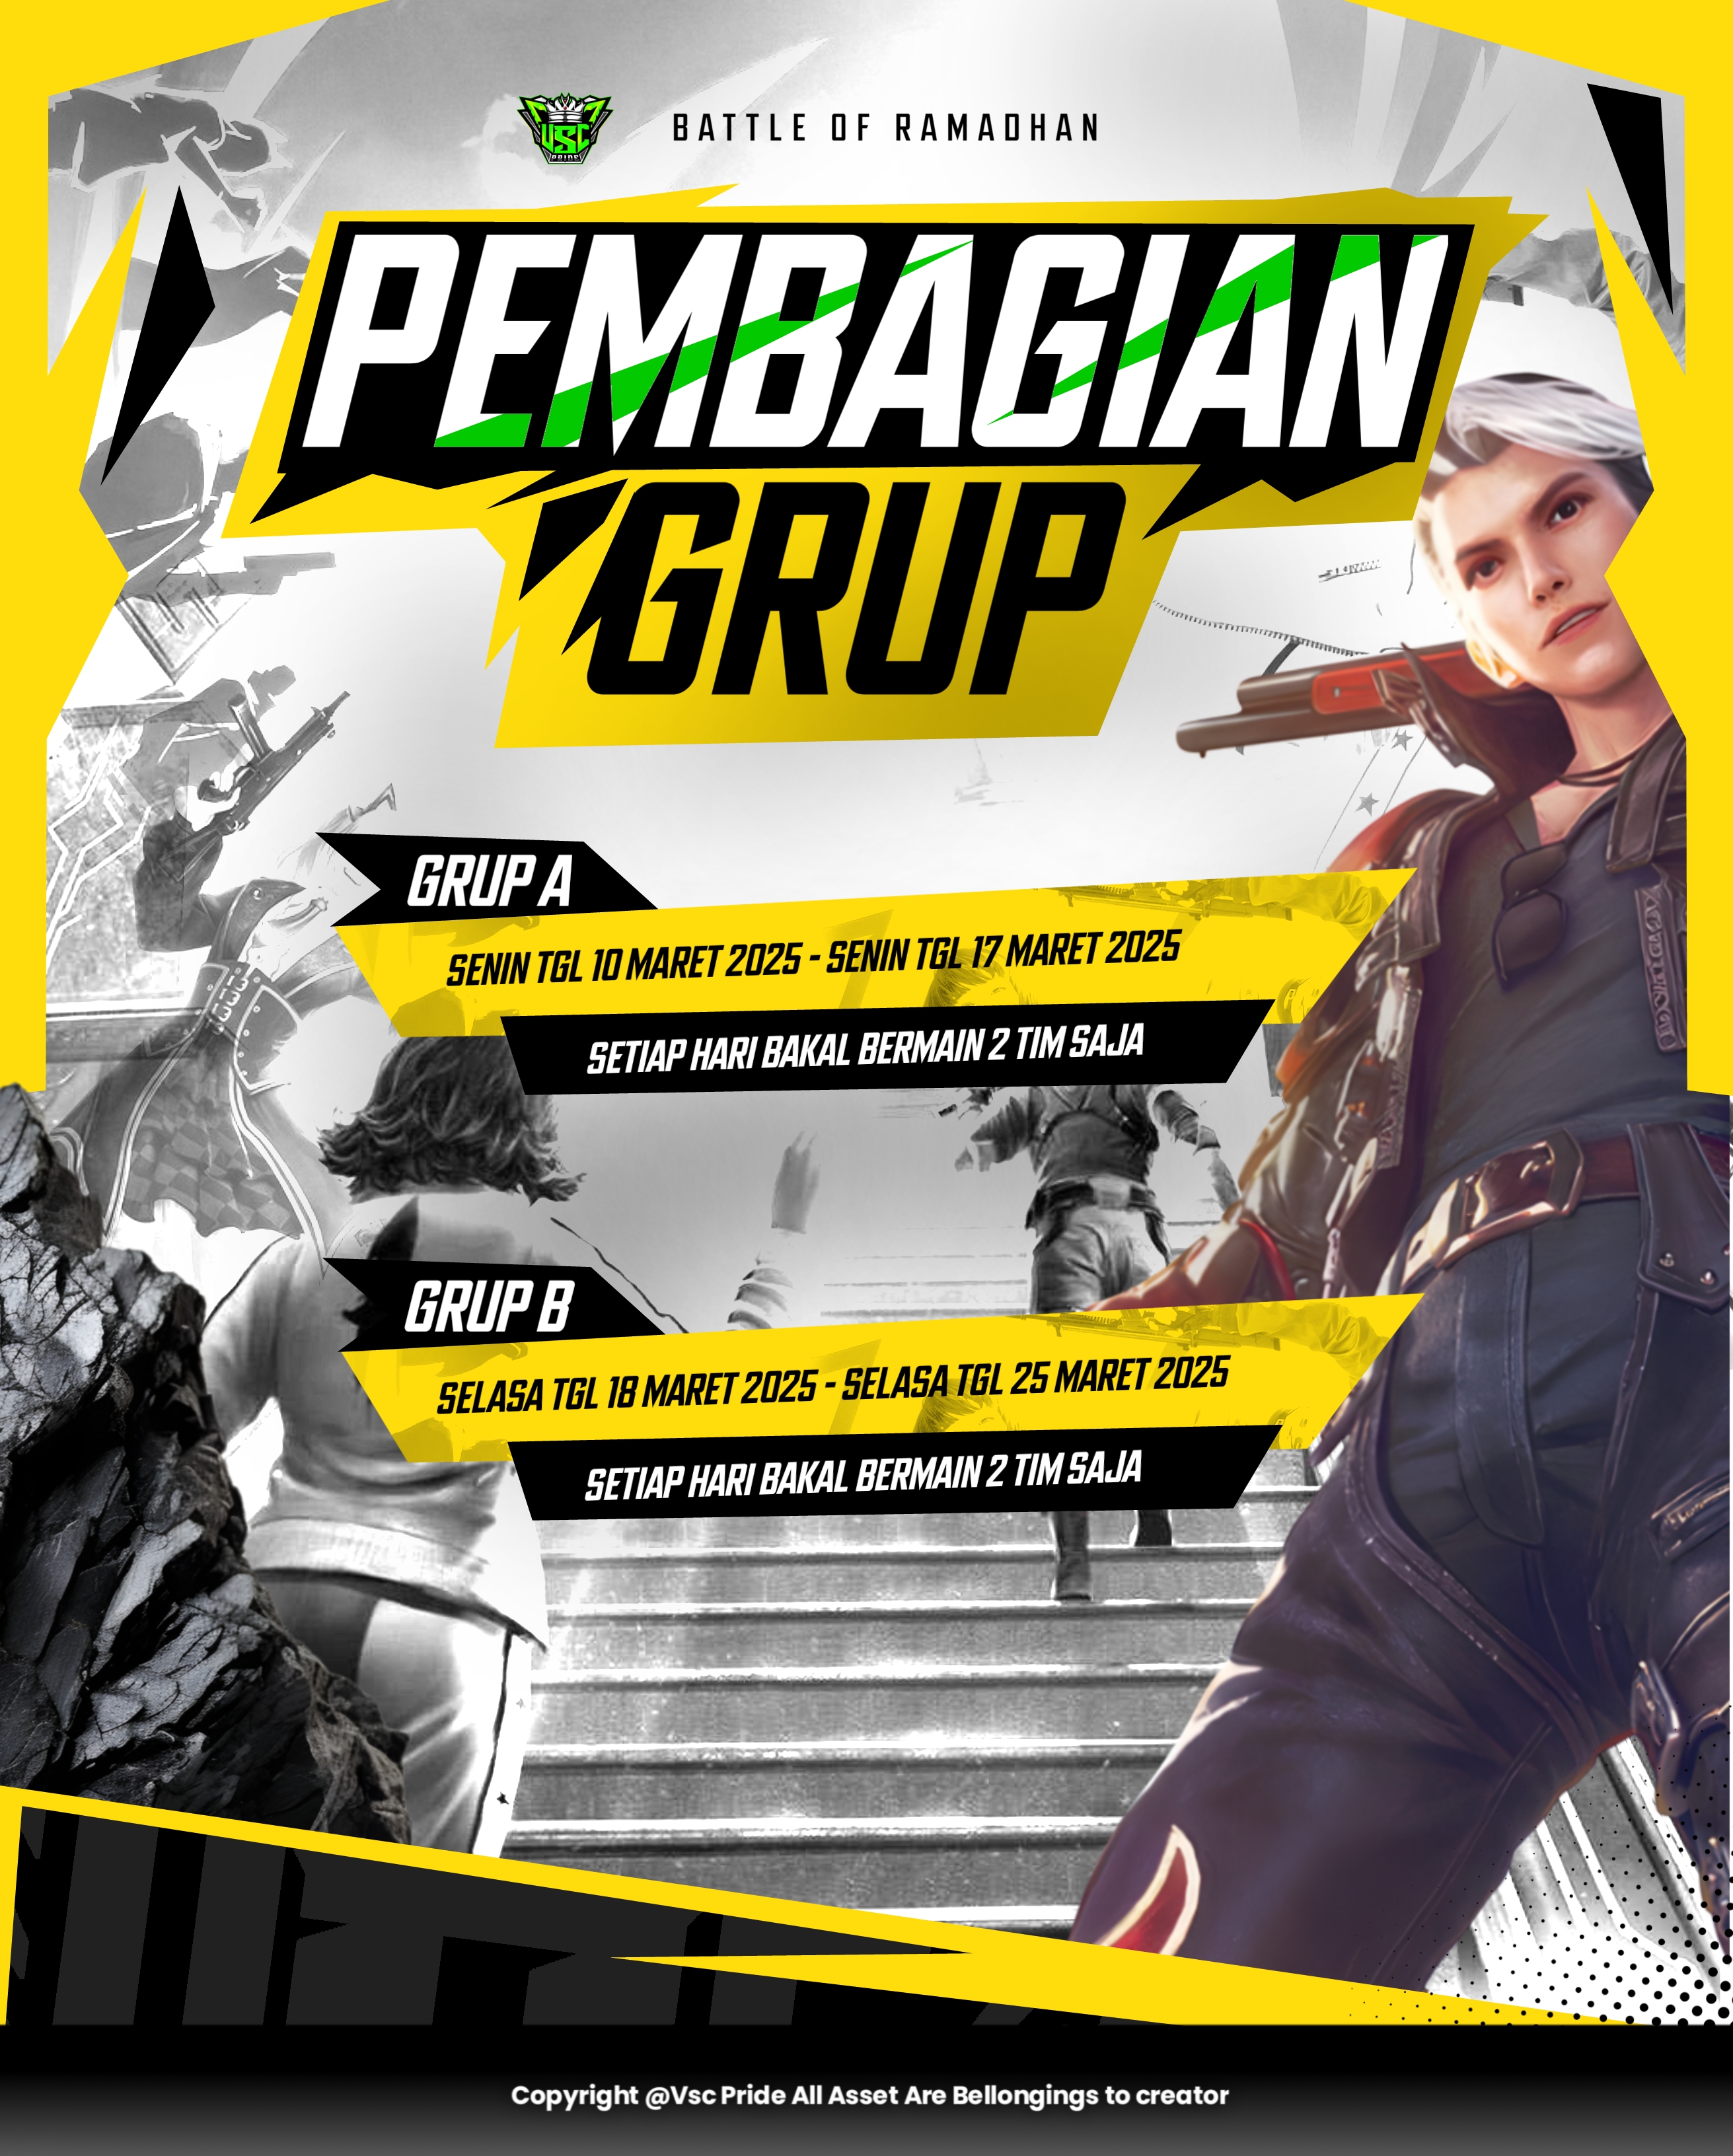 VSC
PRIDE
BATTLE OF RAMADHAN
PEMBAGIAN
GRUP
GRUP A
SENIN TGL 10 MARET 2025 - SENIN TGL 17 MARET 2025
SETIAP HARI BAKAL BERMAIN 2 TIM SAJA
GRUP B
SELASA TGL 18 MARET 2025 - SELASA TGL 25 MARET 2025
SETIAP HARI BAKAL BERMAIN 2 TIM SAJA
Copyright @Vsc Pride All Asset Are Bellongings to creator